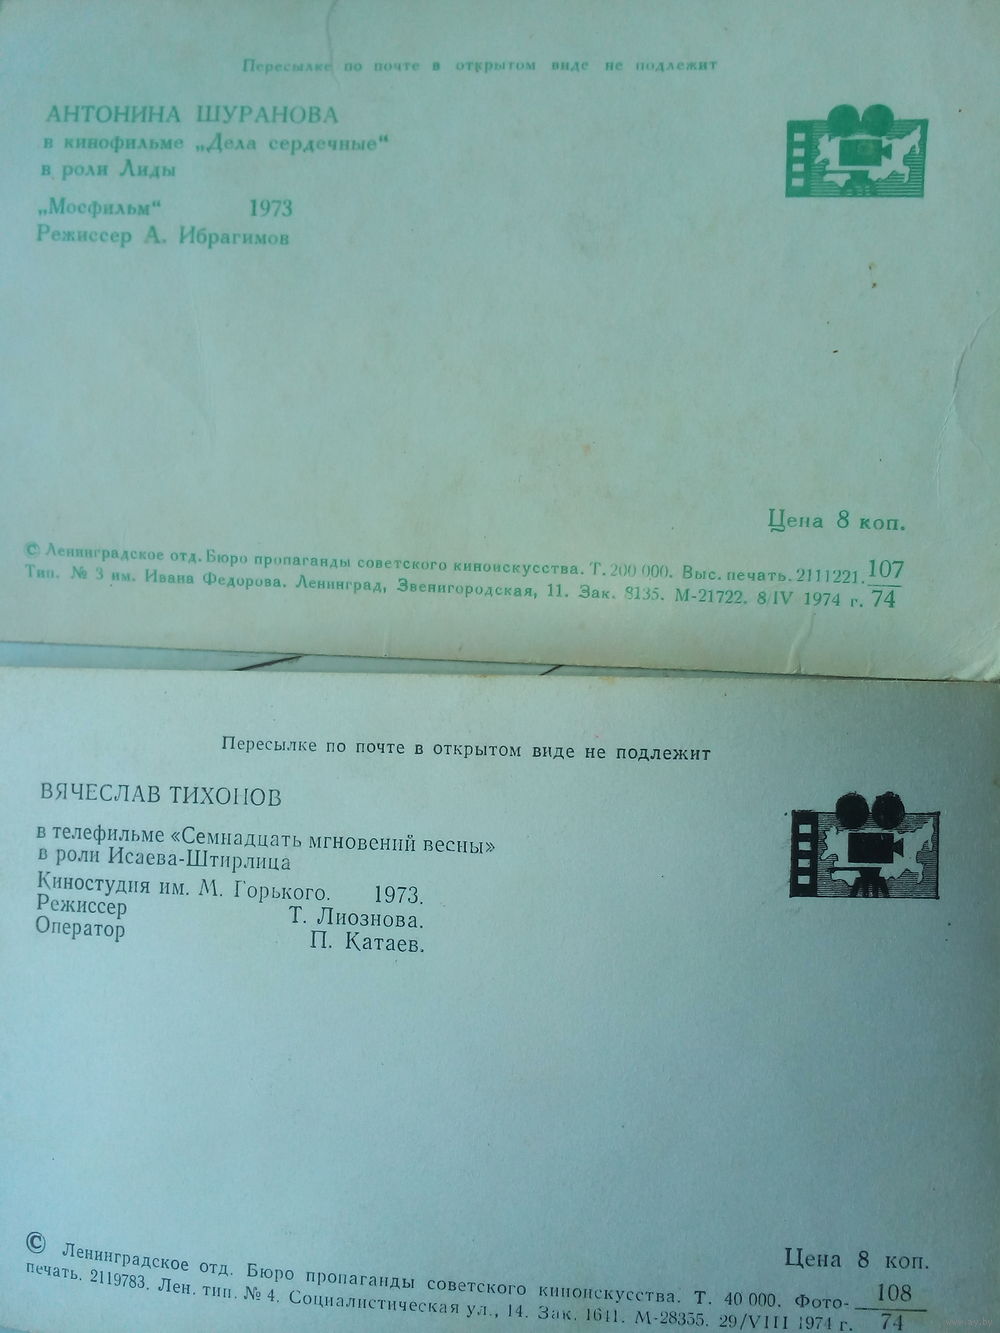 Пересылке по почте в открытом виде не подлежит
АНТОНИНА ШУРАНОВА
в кинофильме „Дела сердечные“
в роли Лиды
„Мосфильм“ 1973
Режиссер А. Ибрагимов
Цена 8 коп.
© Ленинградское отд. Бюро пропаганды советского киноискусства. Т. 200 000. Выс. печать. 2111221. 107
Тип. № 3 им. Ивана Федорова. Ленинград, Звенигородская, 11. Зак. 8135. М-21722. 8/IV 1974 г. 74
Пересылке по почте в открытом виде не подлежит
ВЯЧЕСЛАВ ТИХОНОВ
в телефильме «Семнадцать мгновений весны»
в роли Исаева-Штирлица
Киностудия им. М. Горького. 1973.
Режиссер Т. Лиознова.
Оператор П. Катаев.
Цена 8 коп.
© Ленинградское отд. Бюро пропаганды советского киноискусства. Т. 40 000. Фото- 108
печать. 2119783. Лен. тип. № 4. Социалистическая ул., 14. Зак. 1641. М-28355. 29/VIII 1974 г. 74
www.ay.by